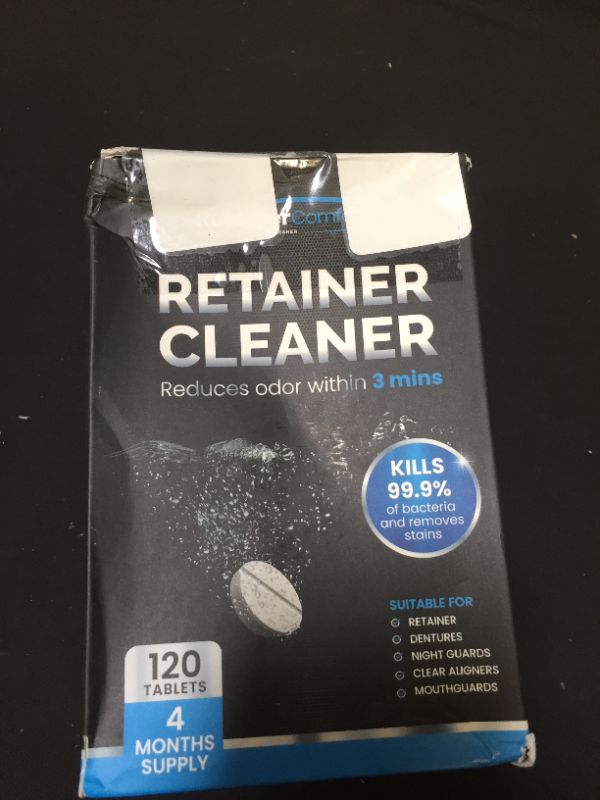 RETAINER
CLEANER
Reduces odor within 3 mins
KILLS
99.9%
of bacteria
and removes
stains
SUITABLE FOR
RETAINER
DENTURES
NIGHT GUARDS
CLEAR ALIGNERS
MOUTHGUARDS
120
TABLETS
4
MONTHS
SUPPLY